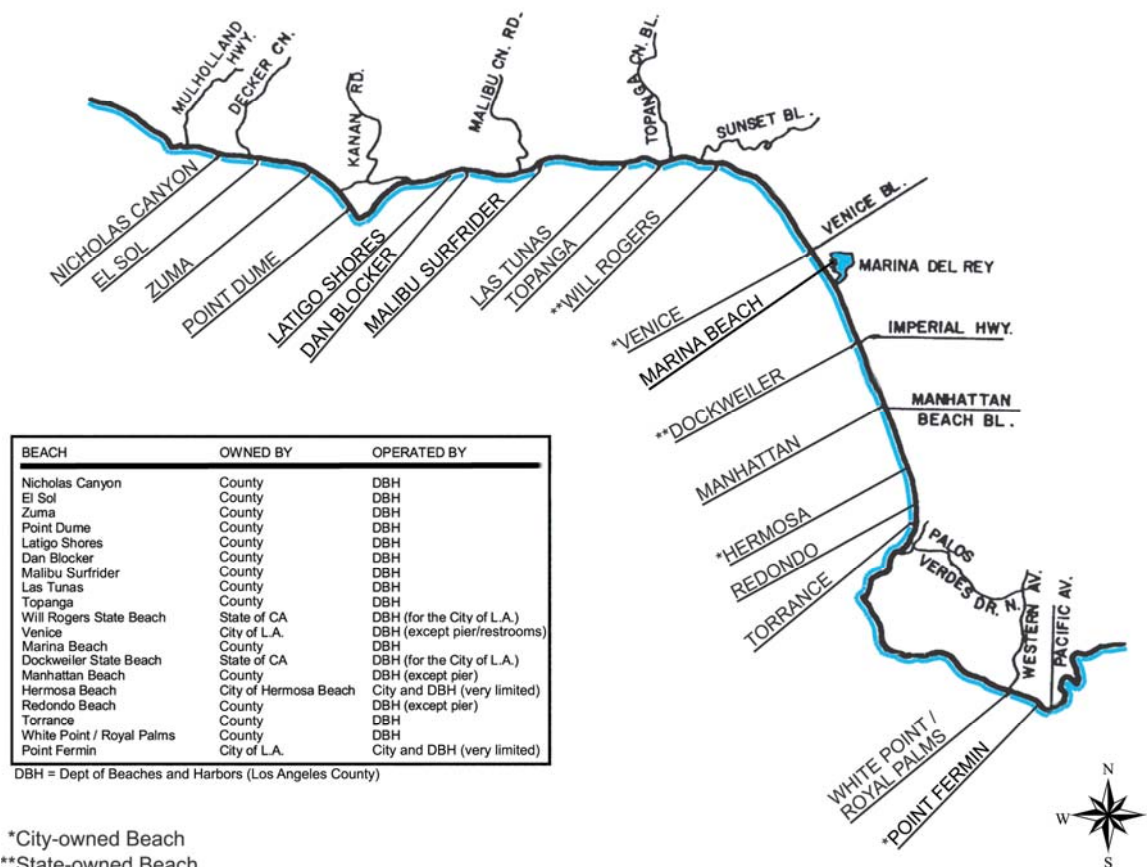 MULHOLLAND
HWY.
DECKER CN.
KANAN RD.
MALIBU CN. RD.
TOPANGA CN. BL.
SUNSET BL.
NICHOLAS CANYON
EL SOL
ZUMA
POINT DUME
LATIGO SHORES
DAN BLOCKER
MALIBU SURFRIDER
LAS TUNAS
TOPANGA
**WILL ROGERS
VENICE BL.
MARINA DEL REY
*VENICE
MARINA BEACH
IMPERIAL HWY.
**DOCKWEILER
MANHATTAN
BEACH BL.
MANHATTAN
*HERMOSA
REDONDO
TORRANCE
PALOS
VERDES DR. N.
WESTERN AV.
PACIFIC AV.
WHITE POINT /
ROYAL PALMS
*POINT FERMIN
BEACH OWNED BY OPERATED BY
Nicholas Canyon County DBH
El Sol County DBH
Zuma County DBH
Point Dume County DBH
Latigo Shores County DBH
Dan Blocker County DBH
Malibu Surfrider County DBH
Las Tunas County DBH
Topanga County DBH
Will Rogers State Beach State of CA DBH (for the City of L.A.)
Venice City of L.A. DBH (except pier/restrooms)
Marina Beach County DBH
Dockweiler State Beach State of CA DBH (for the City of L.A.)
Manhattan Beach County DBH (except pier)
Hermosa Beach City of Hermosa Beach City and DBH (very limited)
Redondo Beach County DBH (except pier)
Torrance County DBH
White Point / Royal Palms County DBH
Point Fermin City of L.A. City and DBH (very limited)
DBH = Dept of Beaches and Harbors (Los Angeles County)
*City-owned Beach
**State-owned Beach
N
W
E
S